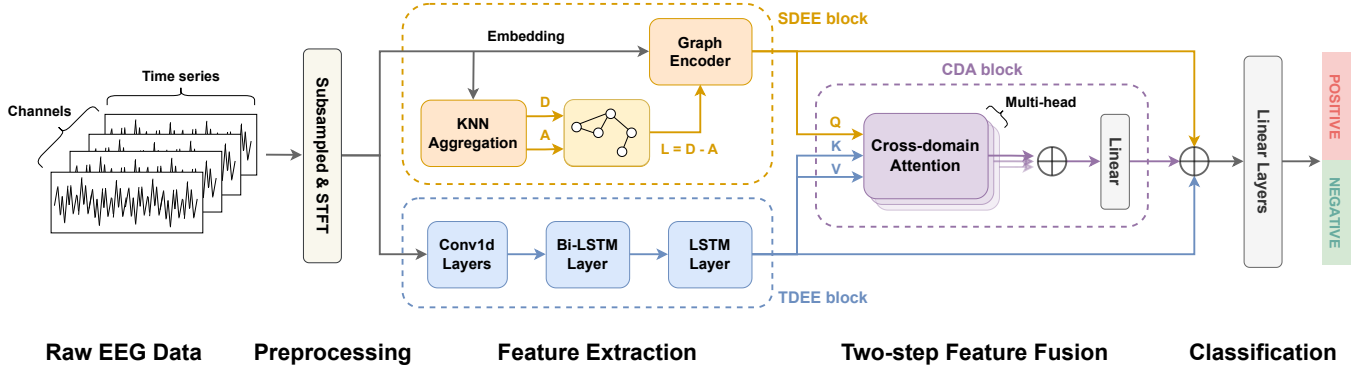 SDEE block
Time series
Channels
Subsampled & STFT
Embedding
Graph
Encoder
KNN
Aggregation
D
A
L = D - A
CDA block
Multi-head
Q
K
V
Cross-domain
Attention
Linear
Linear Layers
POSITIVE
NEGATIVE
Conv1d
Layers
Bi-LSTM
Layer
LSTM
Layer
TDEE block
Raw EEG Data
Preprocessing
Feature Extraction
Two-step Feature Fusion
Classification